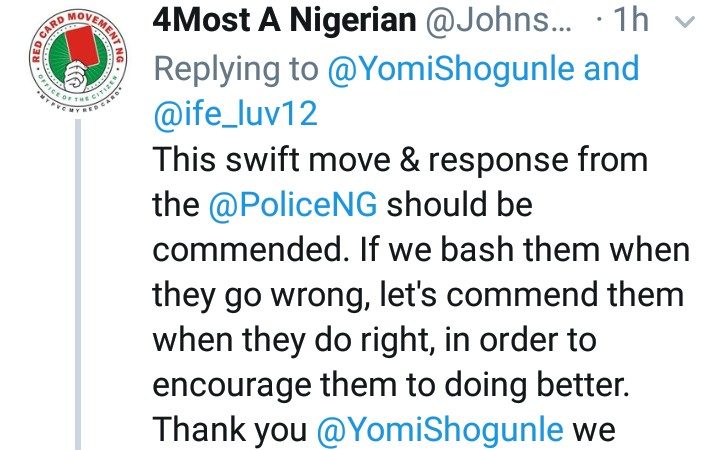 4Most A Nigerian @Johns... · 1h
Replying to @YomiShogunle and
@ife_luv12
This swift move & response from
the @PoliceNG should be
commended. If we bash them when
they go wrong, let's commend them
when they do right, in order to
encourage them to doing better.
Thank you @YomiShogunle we
RED CARD MOVEMENT NG
OFFICE OF THE CITIZEN
MY PVC MY RED CARD